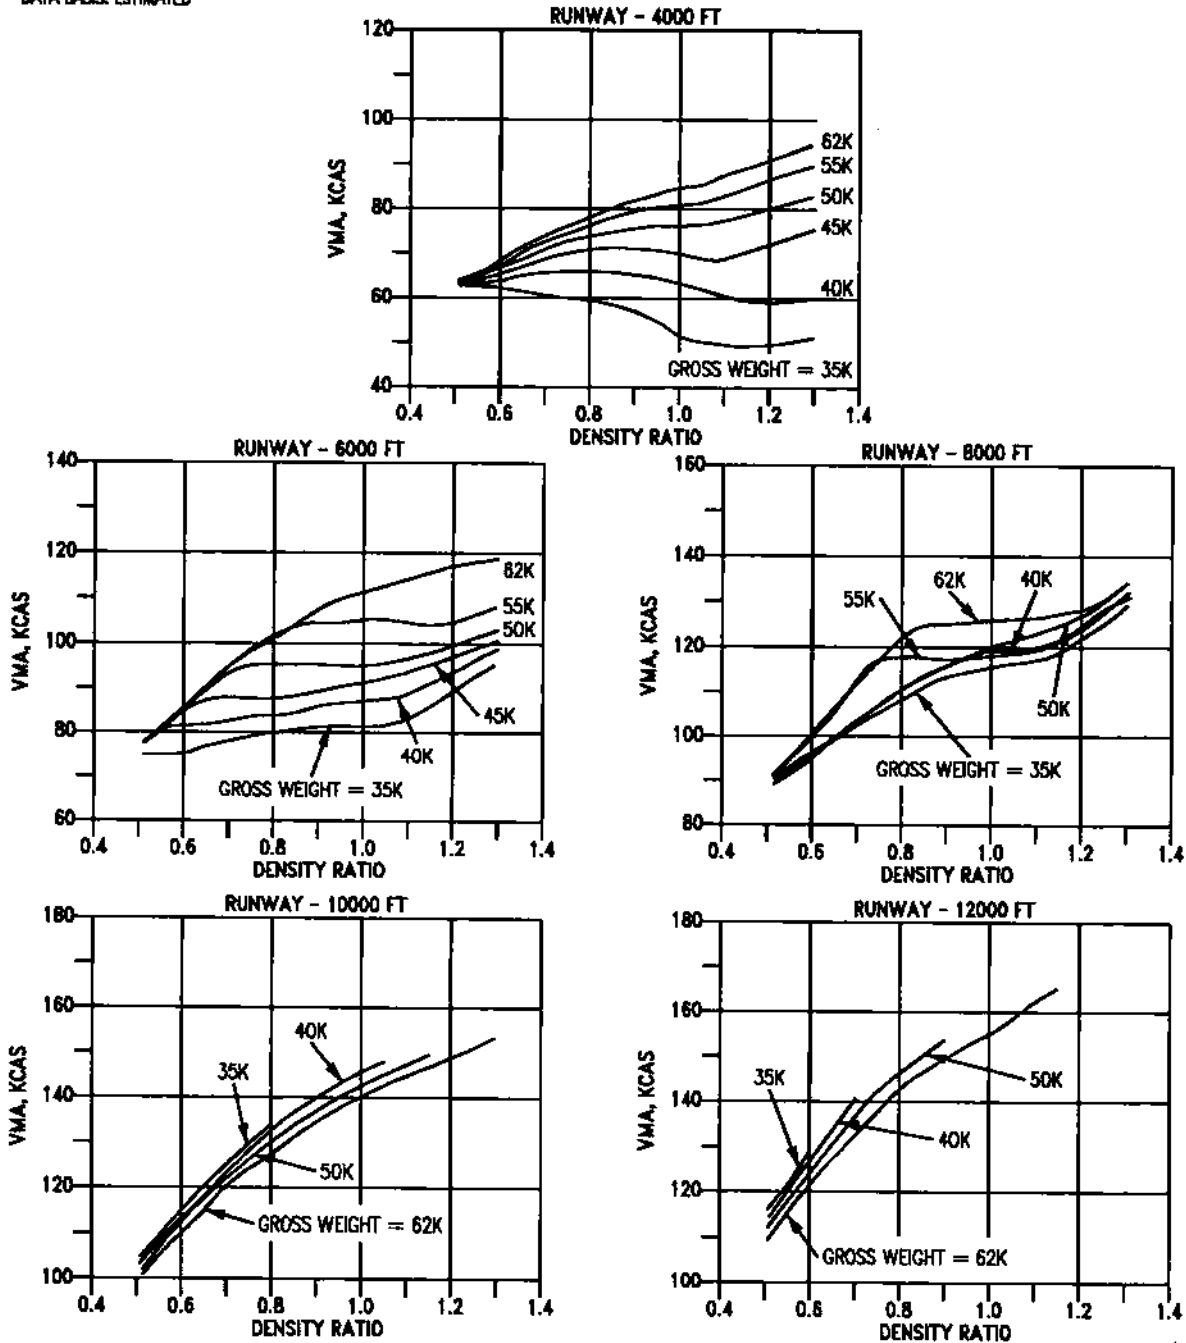 DATA BASIS: ESTIMATED
RUNWAY - 4000 FT
120
100
80
60
40
VMA, KCAS
62K
55K
50K
45K
40K
GROSS WEIGHT = 35K
0.4 0.6 0.8 1.0 1.2 1.4
DENSITY RATIO
RUNWAY - 6000 FT
140
120
100
80
60
VMA, KCAS
62K
55K
50K
45K
40K
GROSS WEIGHT = 35K
0.4 0.6 0.8 1.0 1.2 1.4
DENSITY RATIO
RUNWAY - 8000 FT
160
140
120
100
80
VMA, KCAS
62K
40K
55K
50K
GROSS WEIGHT = 35K
0.4 0.6 0.8 1.0 1.2 1.4
DENSITY RATIO
RUNWAY - 10000 FT
180
160
140
120
100
VMA, KCAS
40K
35K
50K
GROSS WEIGHT = 62K
0.4 0.6 0.8 1.0 1.2 1.4
DENSITY RATIO
RUNWAY - 12000 FT
180
160
140
120
100
VMA, KCAS
35K
50K
40K
GROSS WEIGHT = 62K
0.4 0.6 0.8 1.0 1.2 1.4
DENSITY RATIO